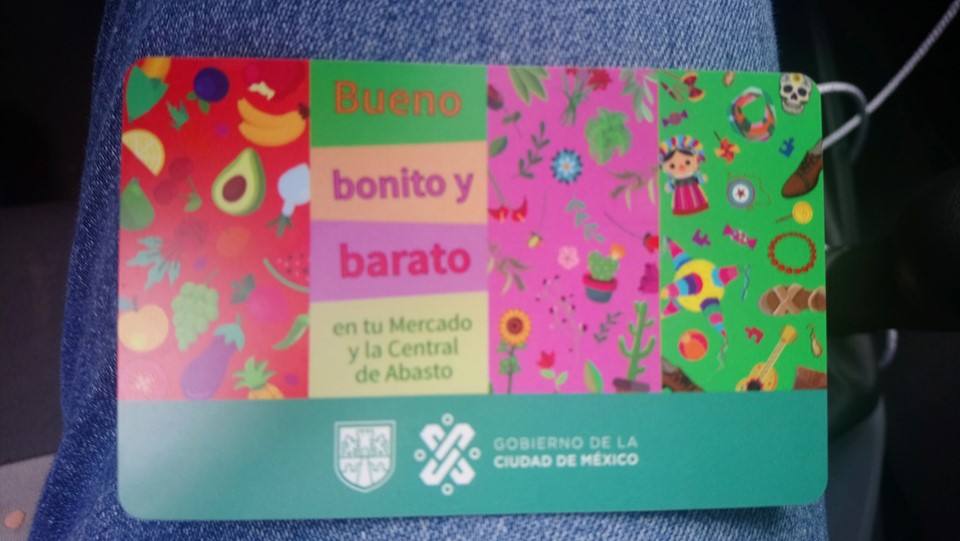 Bueno
bonito y
barato
en tu Mercado
y la Central
de Abasto
GOBIERNO DE LA
CIUDAD DE MÉXICO